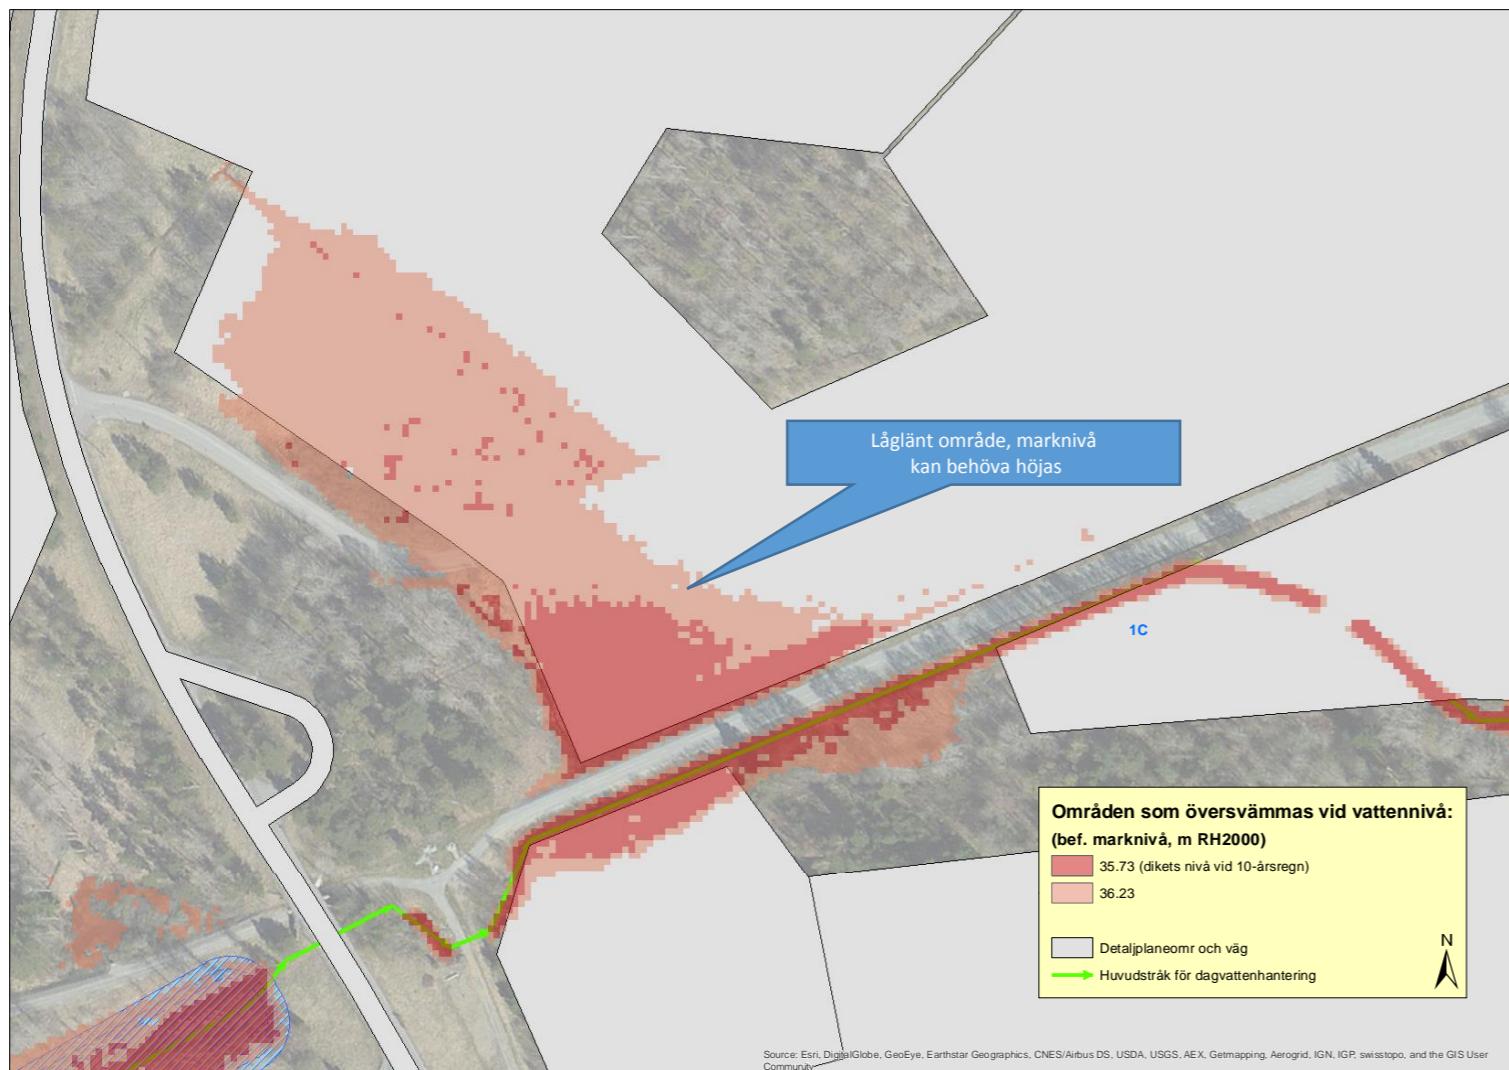 Låglänt område, marknivå
kan behöva höjas
1C
Områden som översvämmas vid vattennivå:
(bef. marknivå, m RH2000)
35.73 (dikets nivå vid 10-årsregn)
36.23
Detaljplaneomr och väg
Huvudstråk för dagvattenhantering
N
Source: Esri, DigitalGlobe, GeoEye, Earthstar Geographics, CNES/Airbus DS, USDA, USGS, AEX, Getmapping, Aerogrid, IGN, IGP, swisstopo, and the GIS User
Community